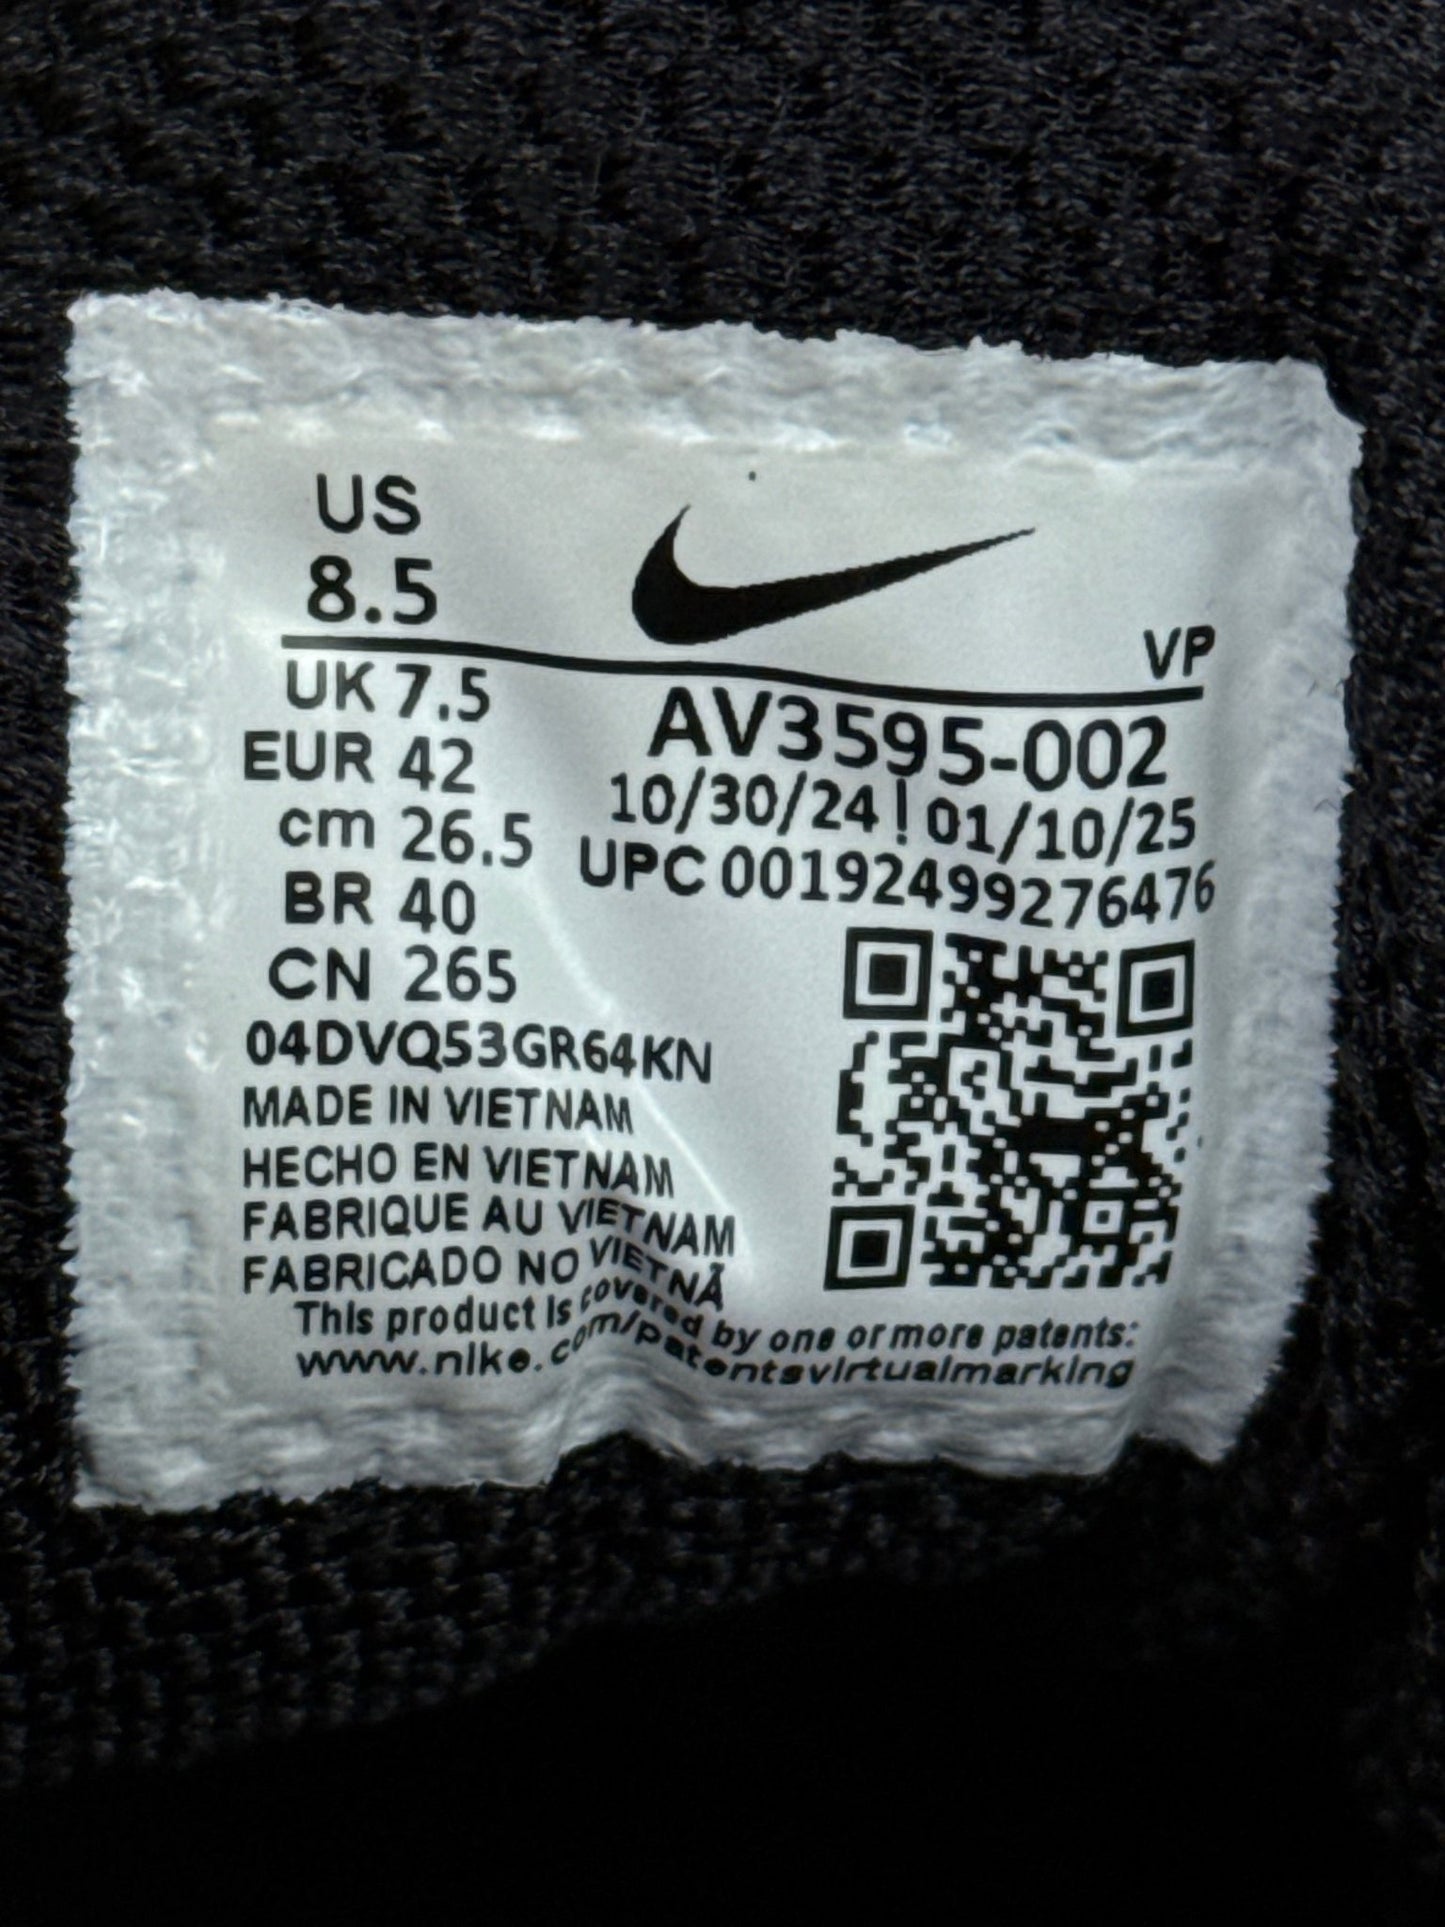 US
8.5
VP
UK 7.5
EUR 42
cm 26.5
BR 40
CN 265
AV3595-002
10/30/24 ! 01/10/25
UPC 00192499276476
04DVQ53GR64KN
MADE IN VIETNAM
HECHO EN VIETNAM
FABRIQUE AU VIETNAM
FABRICADO NO VIETNÃ
This product is covered by one or more patents:
www.nike.com/patentsvirtualmarking